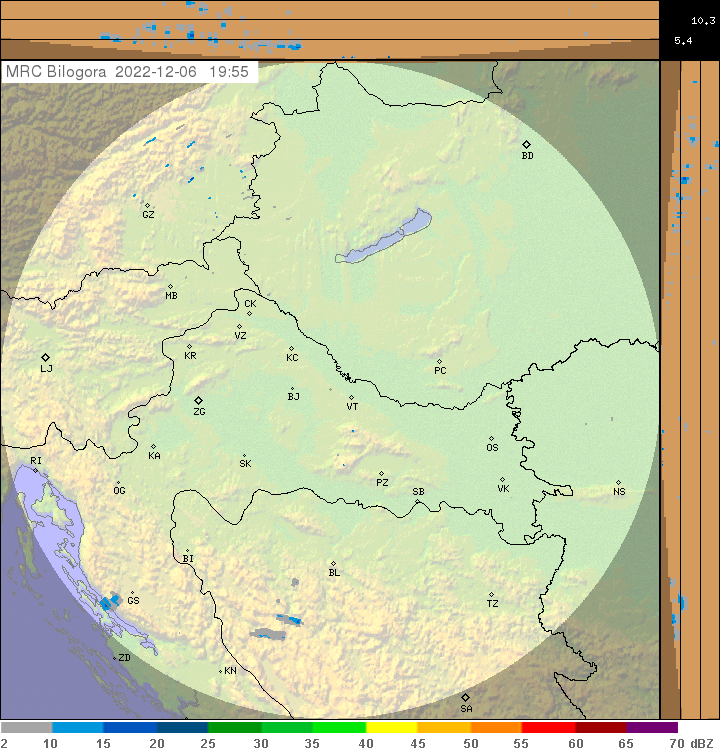 10.3
5.4
MRC Bilogora 2022-12-06 19:55
BD
GZ
MB
CK
VZ
KR
KC
LJ
PC
BJ
VT
ZG
OS
KA
RI
SK
PZ
OG
SB
VK
NS
BI
BL
GS
TZ
ZD
KN
SA
2 10 15 20 25 30 35 40 45 50 55 60 65 70 dBZ